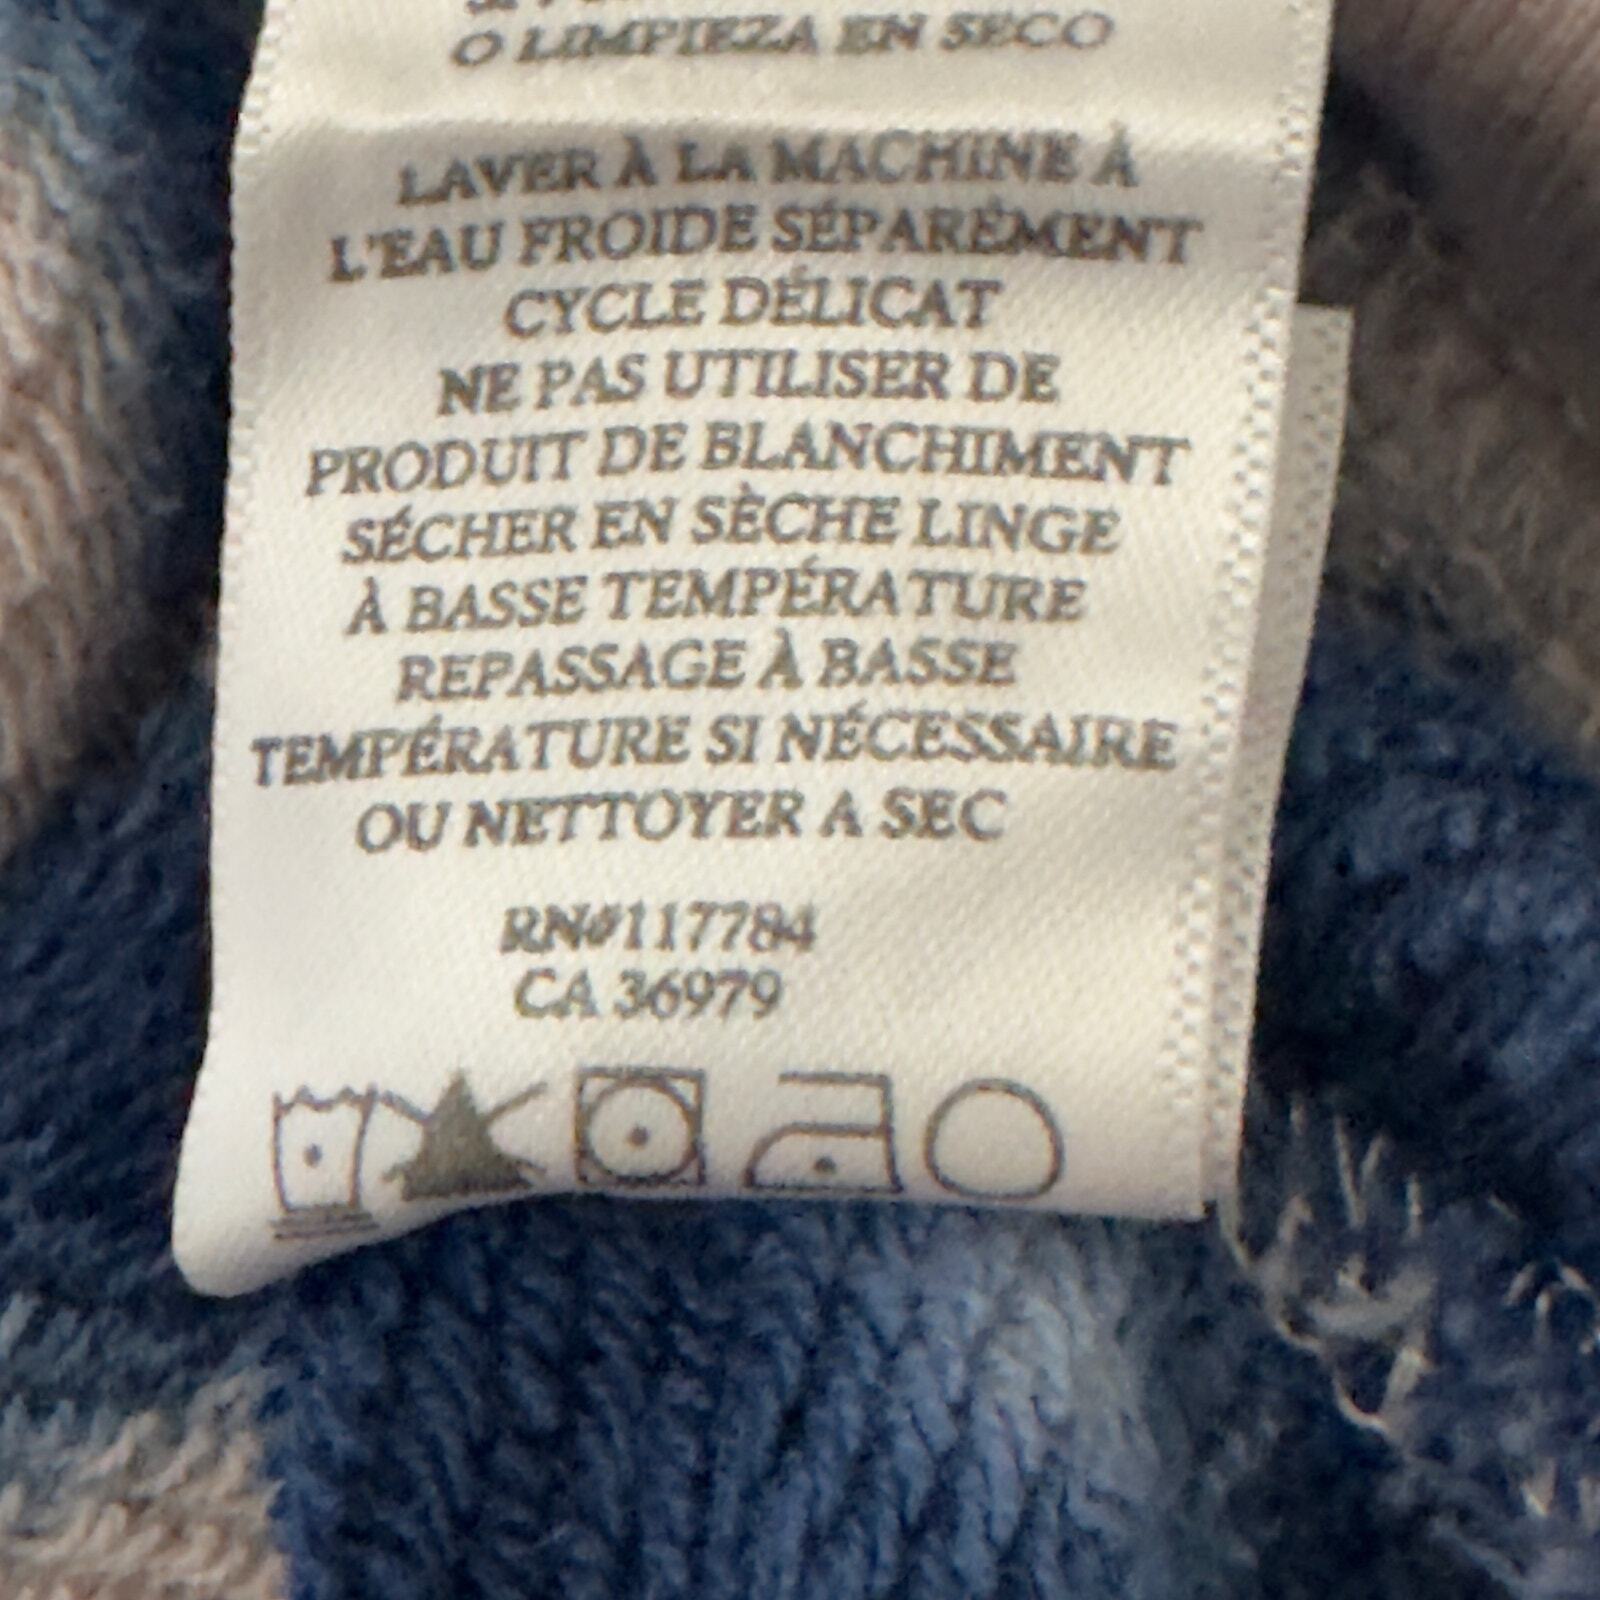 O LIMPIEZA EN SECO
LAVER À LA MACHINE À
L'EAU FROIDE SÉPARÉMENT
CYCLE DÉLICAT
NE PAS UTILISER DE
PRODUIT DE BLANCHIMENT
SÉCHER EN SÈCHE LINGE
À BASSE TEMPÉRATURE
REPASSAGE À BASSE
TEMPÉRATURE SI NÉCESSAIRE
OU NETTOYER A SEC
RN#117784
CA 36979